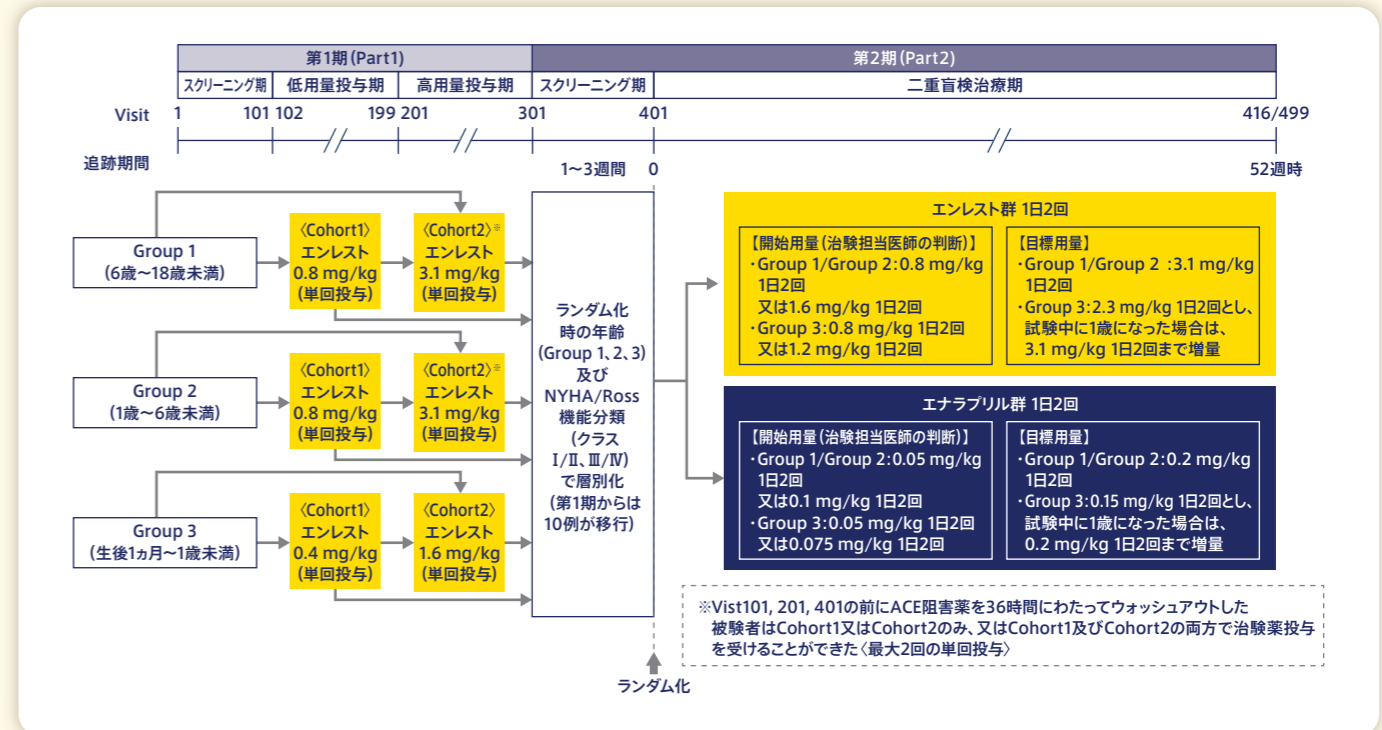 第1期(Part1)
第2期(Part2)
スクリーニング期
低用量投与期
高用量投与期
スクリーニング期
二重盲検治療期
Visit 1 101 102 199 201 301 401 416/499
追跡期間
1〜3週間 0 52週時
Group 1
(6歳〜18歳未満)
〈Cohort1〉
エンレスト
0.8 mg/kg
(単回投与)
〈Cohort2〉※
エンレスト
3.1 mg/kg
(単回投与)
Group 2
(1歳〜6歳未満)
〈Cohort1〉
エンレスト
0.8 mg/kg
(単回投与)
〈Cohort2〉※
エンレスト
3.1 mg/kg
(単回投与)
Group 3
(生後1ヵ月〜1歳未満)
〈Cohort1〉
エンレスト
0.4 mg/kg
(単回投与)
〈Cohort2〉
エンレスト
1.6 mg/kg
(単回投与)
ランダム化
時の年齢
(Group 1、2、3)
及び
NYHA/Ross
機能分類
(クラス
Ⅰ/Ⅱ、Ⅲ/Ⅳ)
で層別化
(第1期からは
10例が移行)
エンレスト群 1日2回
【開始用量(治験担当医師の判断)】
・Group 1/Group 2:0.8 mg/kg
1日2回
又は1.6 mg/kg 1日2回
・Group 3:0.8 mg/kg 1日2回
又は1.2 mg/kg 1日2回
【目標用量】
・Group 1/Group 2 :3.1 mg/kg
1日2回
・Group 3:2.3 mg/kg 1日2回とし、
試験中に1歳になった場合は、
3.1 mg/kg 1日2回まで増量
エナラプリル群 1日2回
【開始用量(治験担当医師の判断)】
・Group 1/Group 2:0.05 mg/kg
1日2回
又は0.1 mg/kg 1日2回
・Group 3:0.05 mg/kg 1日2回
又は0.075 mg/kg 1日2回
【目標用量】
・Group 1/Group 2:0.2 mg/kg
1日2回
・Group 3:0.15 mg/kg 1日2回とし、
試験中に1歳になった場合は、
0.2 mg/kg 1日2回まで増量
※Vist101, 201, 401の前にACE阻害薬を36時間にわたってウォッシュアウトした
被験者はCohort1又はCohort2のみ、又はCohort1及びCohort2の両方で治験薬投与
を受けることができた〈最大2回の単回投与〉
ランダム化